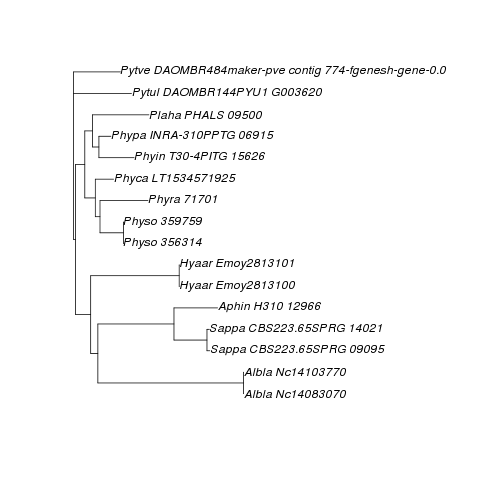 Pytve DAOMBR484maker-pve contig 774-fgenesh-gene-0.0
Pytul DAOMBR144PYU1 G003620
Plaha PHALS 09500
Phypa INRA-310PPTG 06915
Phyin T30-4PITG 15626
Phyca LT1534571925
Phyra 71701
Physo 359759
Physo 356314
Hyaar Emoy2813101
Hyaar Emoy2813100
Aphin H310 12966
Sappa CBS223.65SPRG 14021
Sappa CBS223.65SPRG 09095
Albla Nc14103770
Albla Nc14083070